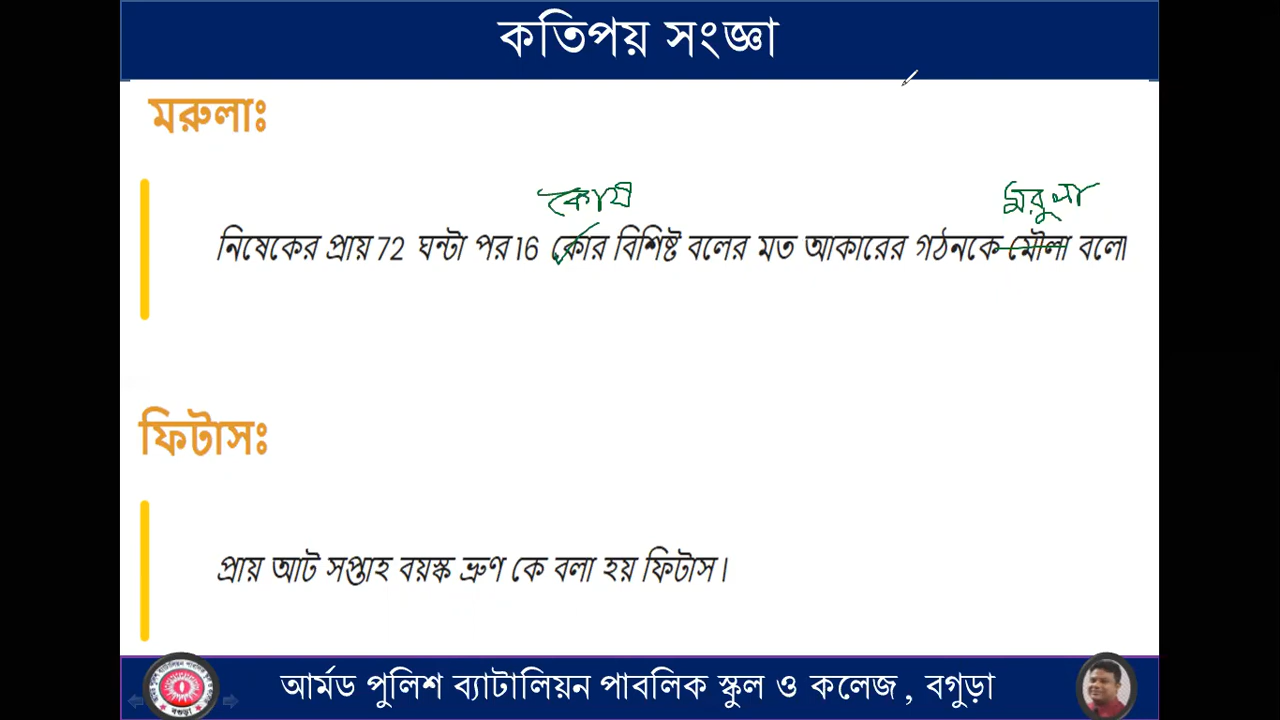 কতিপয় সংজ্ঞা
মরুলাঃ
কোষ মরুলা
নিষেকের প্রায় 72 ঘন্টা পর 16 র্কোর বিশিষ্ট বলের মত আকারের গঠনকে মৌলা বলে।
ফিটাসঃ
প্রায় আট সপ্তাহ বয়স্ক ভ্রুণ কে বলা হয় ফিটাস।
আর্মড পুলিশ ব্যাটালিয়ন পাবলিক স্কুল ও কলেজ, বগুড়া
বগুড়া